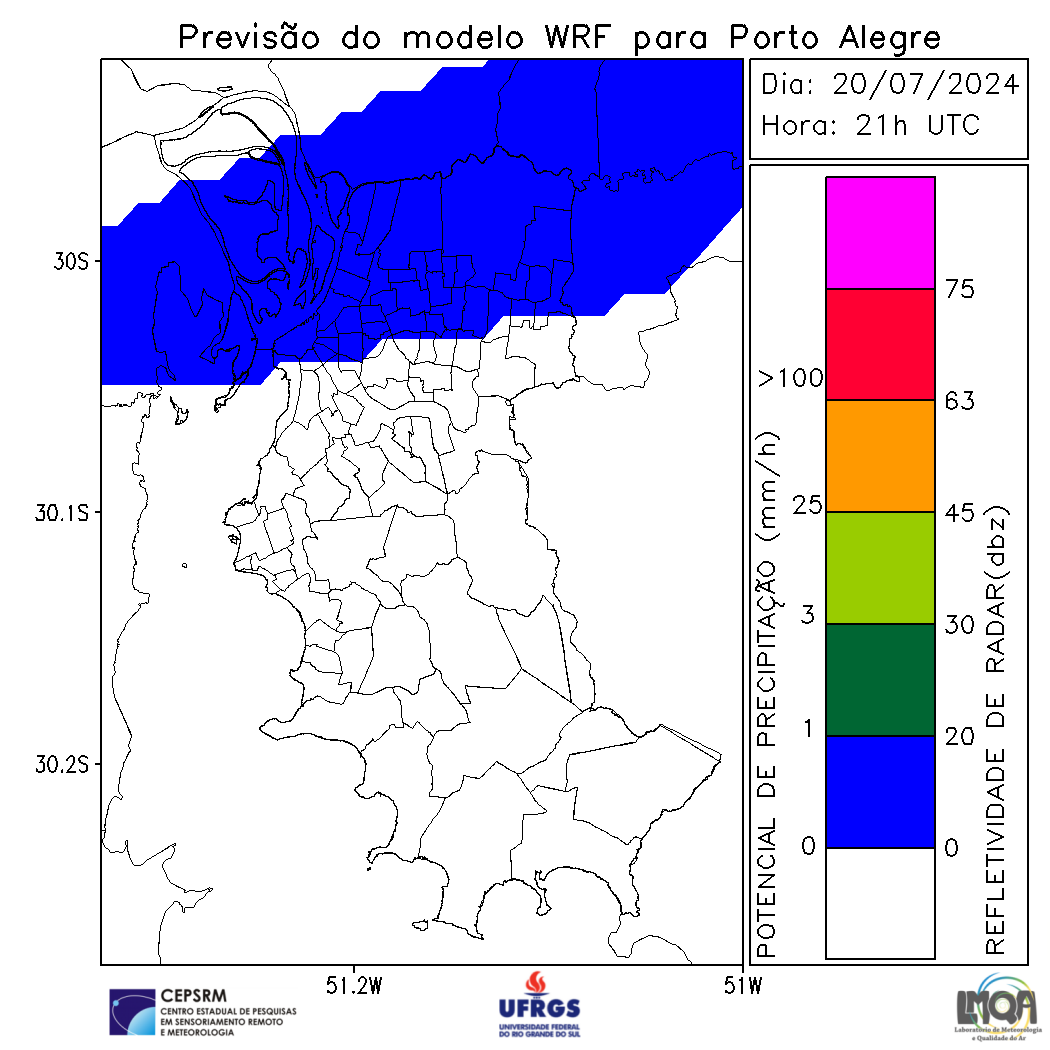 Previsão do modelo WRF para Porto Alegre
Dia: 20/07/2024
Hora: 21h UTC
30S
30.1S
30.2S
51.2W
51W
POTENCIAL DE PRECIPITAÇÃO (mm/h)
>100
25
3
1
0
75
63
45
30
20
0
REFLETIVIDADE DE RADAR(dbz)
CEPSRM
CENTRO ESTADUAL DE PESQUISAS
EM SENSORIAMENTO REMOTO
E METEOROLOGIA
UFRGS
UNIVERSIDADE FEDERAL
DO RIO GRANDE DO SUL
LMQA
Laboratório de Meteorologia
e Qualidade do Ar